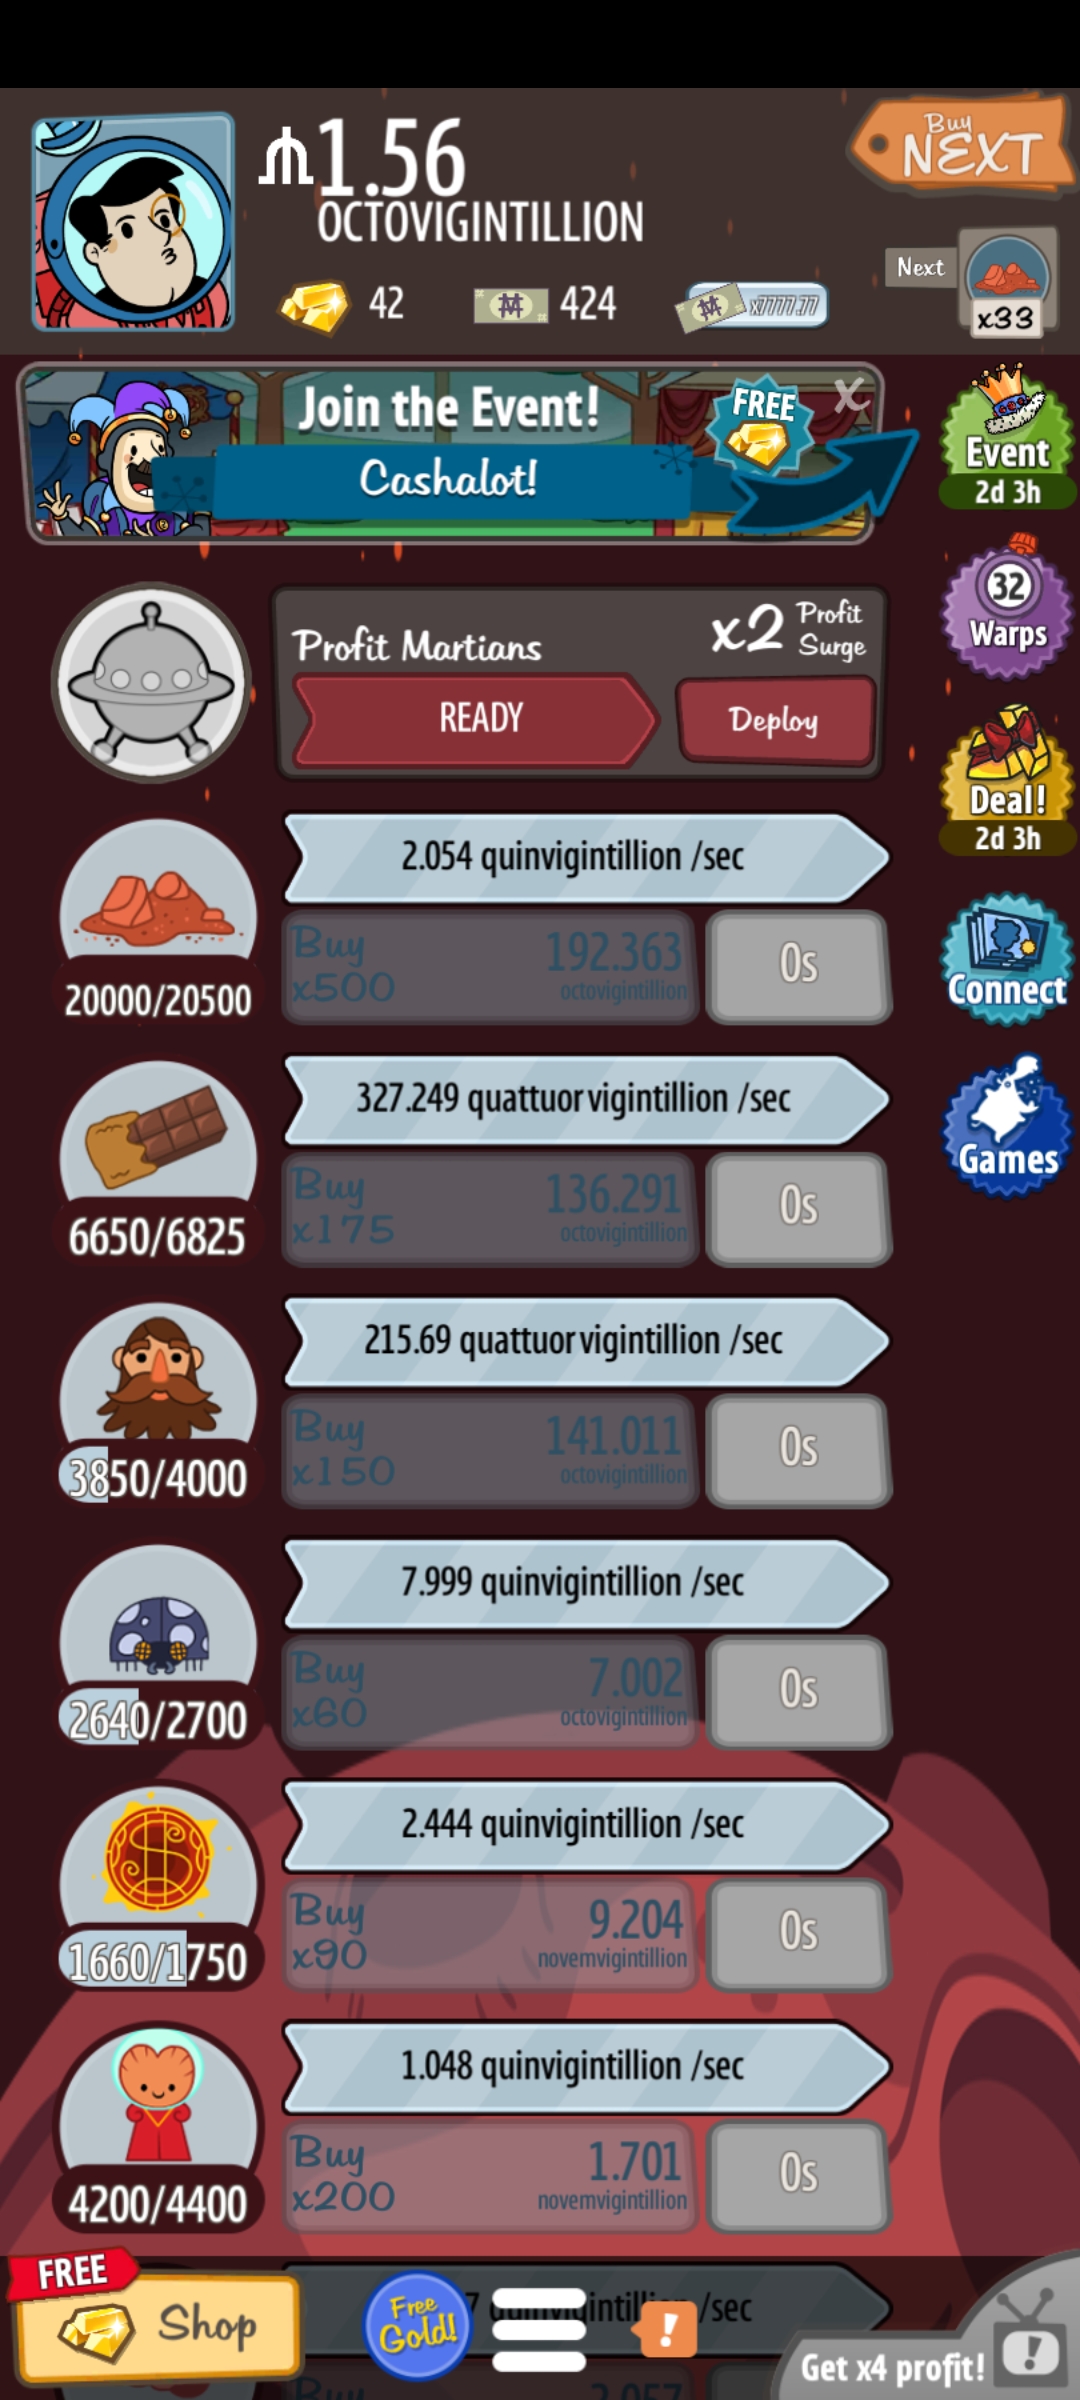 1.56
OCTOVIGINTILLION
Buy
NEXT
42
424
x7777.77
Next
x33
Join the Event!
Cashalot!
FREE
X
Event
2d 3h
32
Warps
Profit Martians
x2 Profit
Surge
READY
Deploy
Deal!
2d 3h
2.054 quinvigintillion /sec
Buy
x500
192.363
octovigintillion
0s
20000/20500
Connect
327.249 quattuorvigintillion /sec
Buy
x175
136.291
octovigintillion
0s
6650/6825
Games
215.69 quattuorvigintillion /sec
Buy
x150
141.011
octovigintillion
0s
3850/4000
7.999 quinvigintillion /sec
Buy
x60
7.002
octovigintillion
0s
2640/2700
2.444 quinvigintillion /sec
Buy
x90
9.204
novemvigintillion
0s
1660/1750
1.048 quinvigintillion /sec
Buy
x200
1.701
novemvigintillion
0s
4200/4400
FREE
Shop
Free
Gold!
7 quinvigintillion /sec
!
Get x4 profit!
!
Buy
2.057